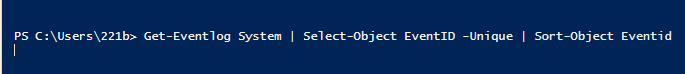 PS C:\Users\221b> Get-Eventlog System | Select-Object EventID -Unique | Sort-Object Eventid